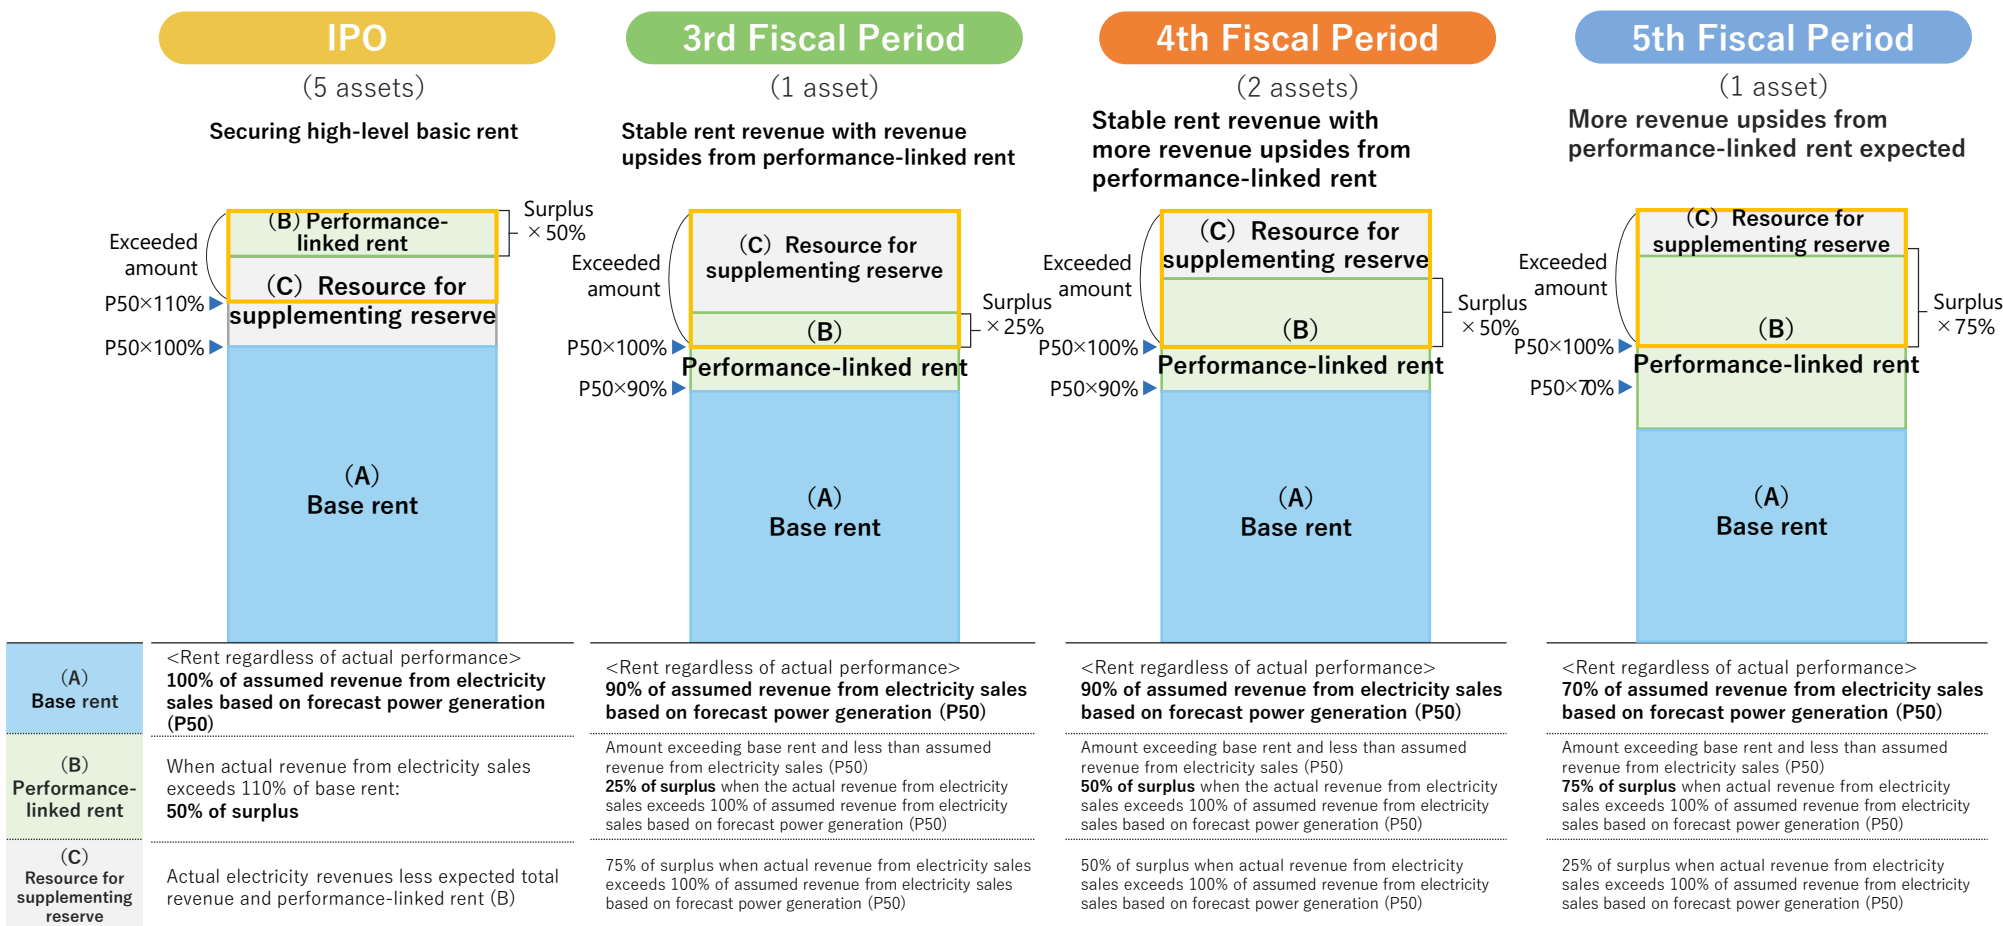 IPO
(5 assets)
Securing high-level basic rent
Exceeded
amount
P50×110%
P50×100%
(B) Performance-
linked rent
(C) Resource for
supplementing reserve
Surplus
×50%
(A)
Base rent
3rd Fiscal Period
(1 asset)
Stable rent revenue with revenue
upsides from performance-linked rent
Exceeded
amount
P50×100%
P50×90%
(C) Resource for
supplementing reserve
(B)
Performance-linked rent
Surplus
×25%
(A)
Base rent
4th Fiscal Period
(2 assets)
Stable rent revenue with
more revenue upsides from
performance-linked rent
Exceeded
amount
P50×100%
P50×90%
(C) Resource for
supplementing reserve
(B)
Performance-linked rent
Surplus
×50%
(A)
Base rent
5th Fiscal Period
(1 asset)
More revenue upsides from
performance-linked rent expected
Exceeded
amount
P50×100%
P50×70%
(C) Resource for
supplementing reserve
(B)
Performance-linked rent
Surplus
×75%
(A)
Base rent
(A)
Base rent
<Rent regardless of actual performance>
100% of assumed revenue from electricity
sales based on forecast power generation
(P50)
<Rent regardless of actual performance>
90% of assumed revenue from electricity sales
based on forecast power generation (P50)
<Rent regardless of actual performance>
90% of assumed revenue from electricity sales
based on forecast power generation (P50)
<Rent regardless of actual performance>
70% of assumed revenue from electricity sales
based on forecast power generation (P50)
(B)
Performance-
linked rent
When actual revenue from electricity sales
exceeds 110% of base rent:
50% of surplus
Amount exceeding base rent and less than assumed
revenue from electricity sales (P50)
25% of surplus when the actual revenue from electricity
sales exceeds 100% of assumed revenue from electricity
sales based on forecast power generation (P50)
Amount exceeding base rent and less than assumed
revenue from electricity sales (P50)
50% of surplus when the actual revenue from electricity
sales exceeds 100% of assumed revenue from electricity
sales based on forecast power generation (P50)
Amount exceeding base rent and less than assumed
revenue from electricity sales (P50)
75% of surplus when actual revenue from electricity
sales exceeds 100% of assumed revenue from electricity
sales based on forecast power generation (P50)
(C)
Resource for
supplementing
reserve
Actual electricity revenues less expected total
revenue and performance-linked rent (B)
75% of surplus when actual revenue from electricity sales
exceeds 100% of assumed revenue from electricity sales
based on forecast power generation (P50)
50% of surplus when actual revenue from electricity
sales exceeds 100% of assumed revenue from electricity
sales based on forecast power generation (P50)
25% of surplus when actual revenue from electricity
sales exceeds 100% of assumed revenue from electricity
sales based on forecast power generation (P50)